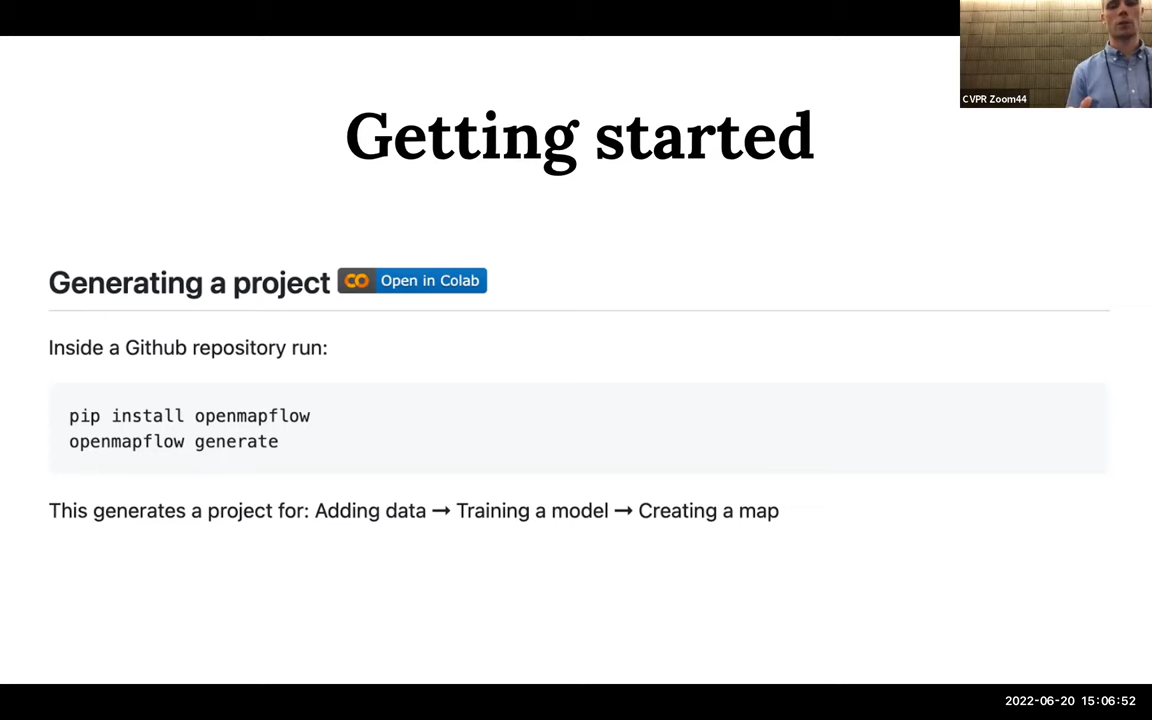 CVPR Zoom44
Getting started
Generating a project
CO Open in Colab
Inside a Github repository run:
pip install openmapflow
openmapflow generate
This generates a project for: Adding data → Training a model → Creating a map
2022-06-20 15:06:52